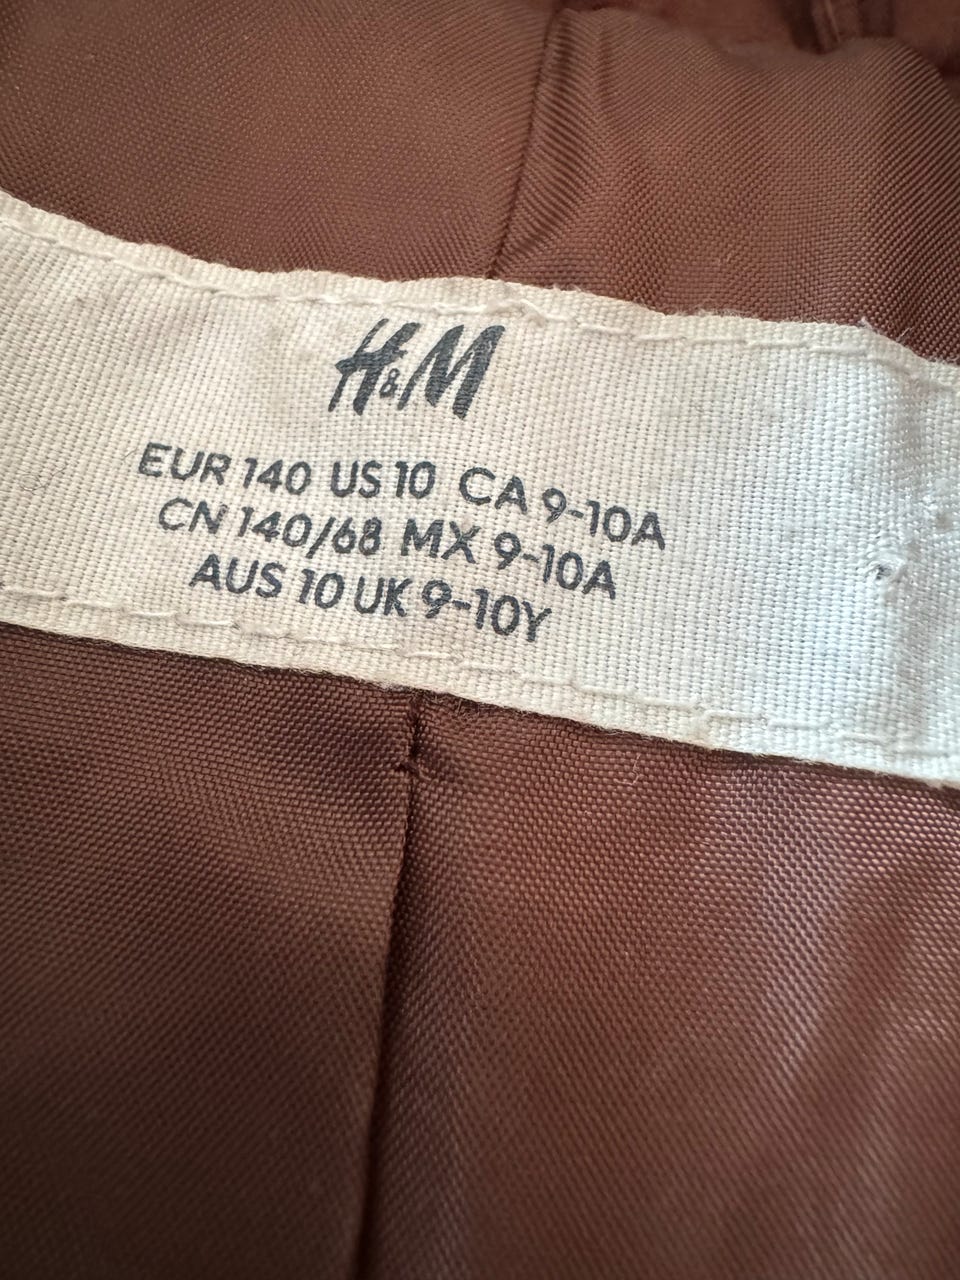 H&M
EUR 140 US 10 CA 9-10A
CN 140/68 MX 9-10A
AUS 10 UK 9-10Y